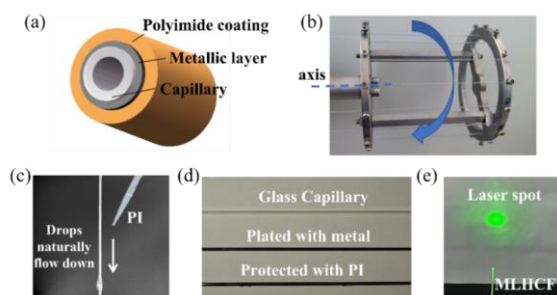 (a)
Polyimide coating
Metallic layer
Capillary
(b)
axis
(c)
PI
Drops
naturally
flow down
(d)
Glass Capillary
Plated with metal
Protected with PI
(e)
Laser spot
MLHCF